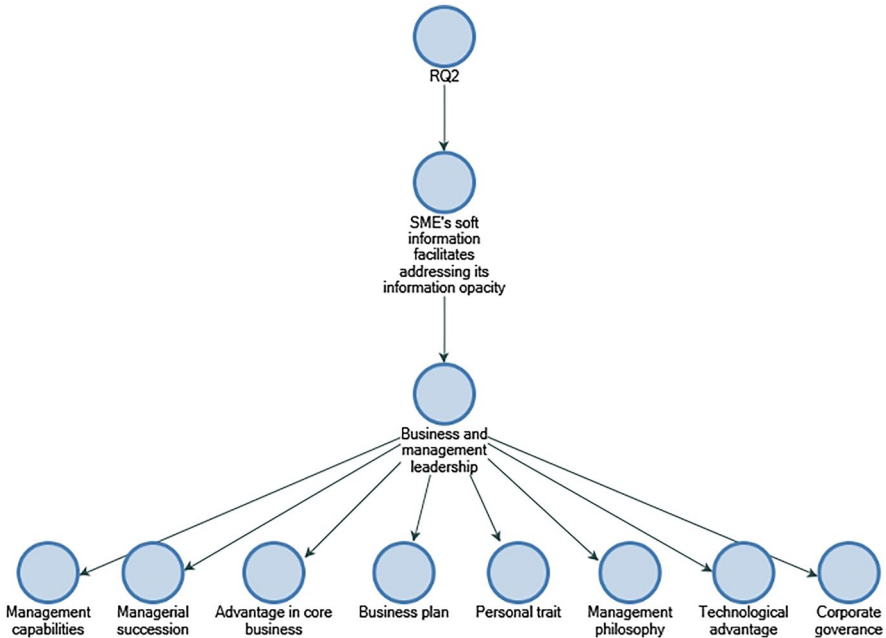 RQ2
SME's soft
information
facilitates
addressing its
information opacity
Business and
management
leadership
Management
capabilities
Managerial
succession
Advantage in core
business
Business plan
Personal trait
Management
philosophy
Technological
advantage
Corporate
goverance